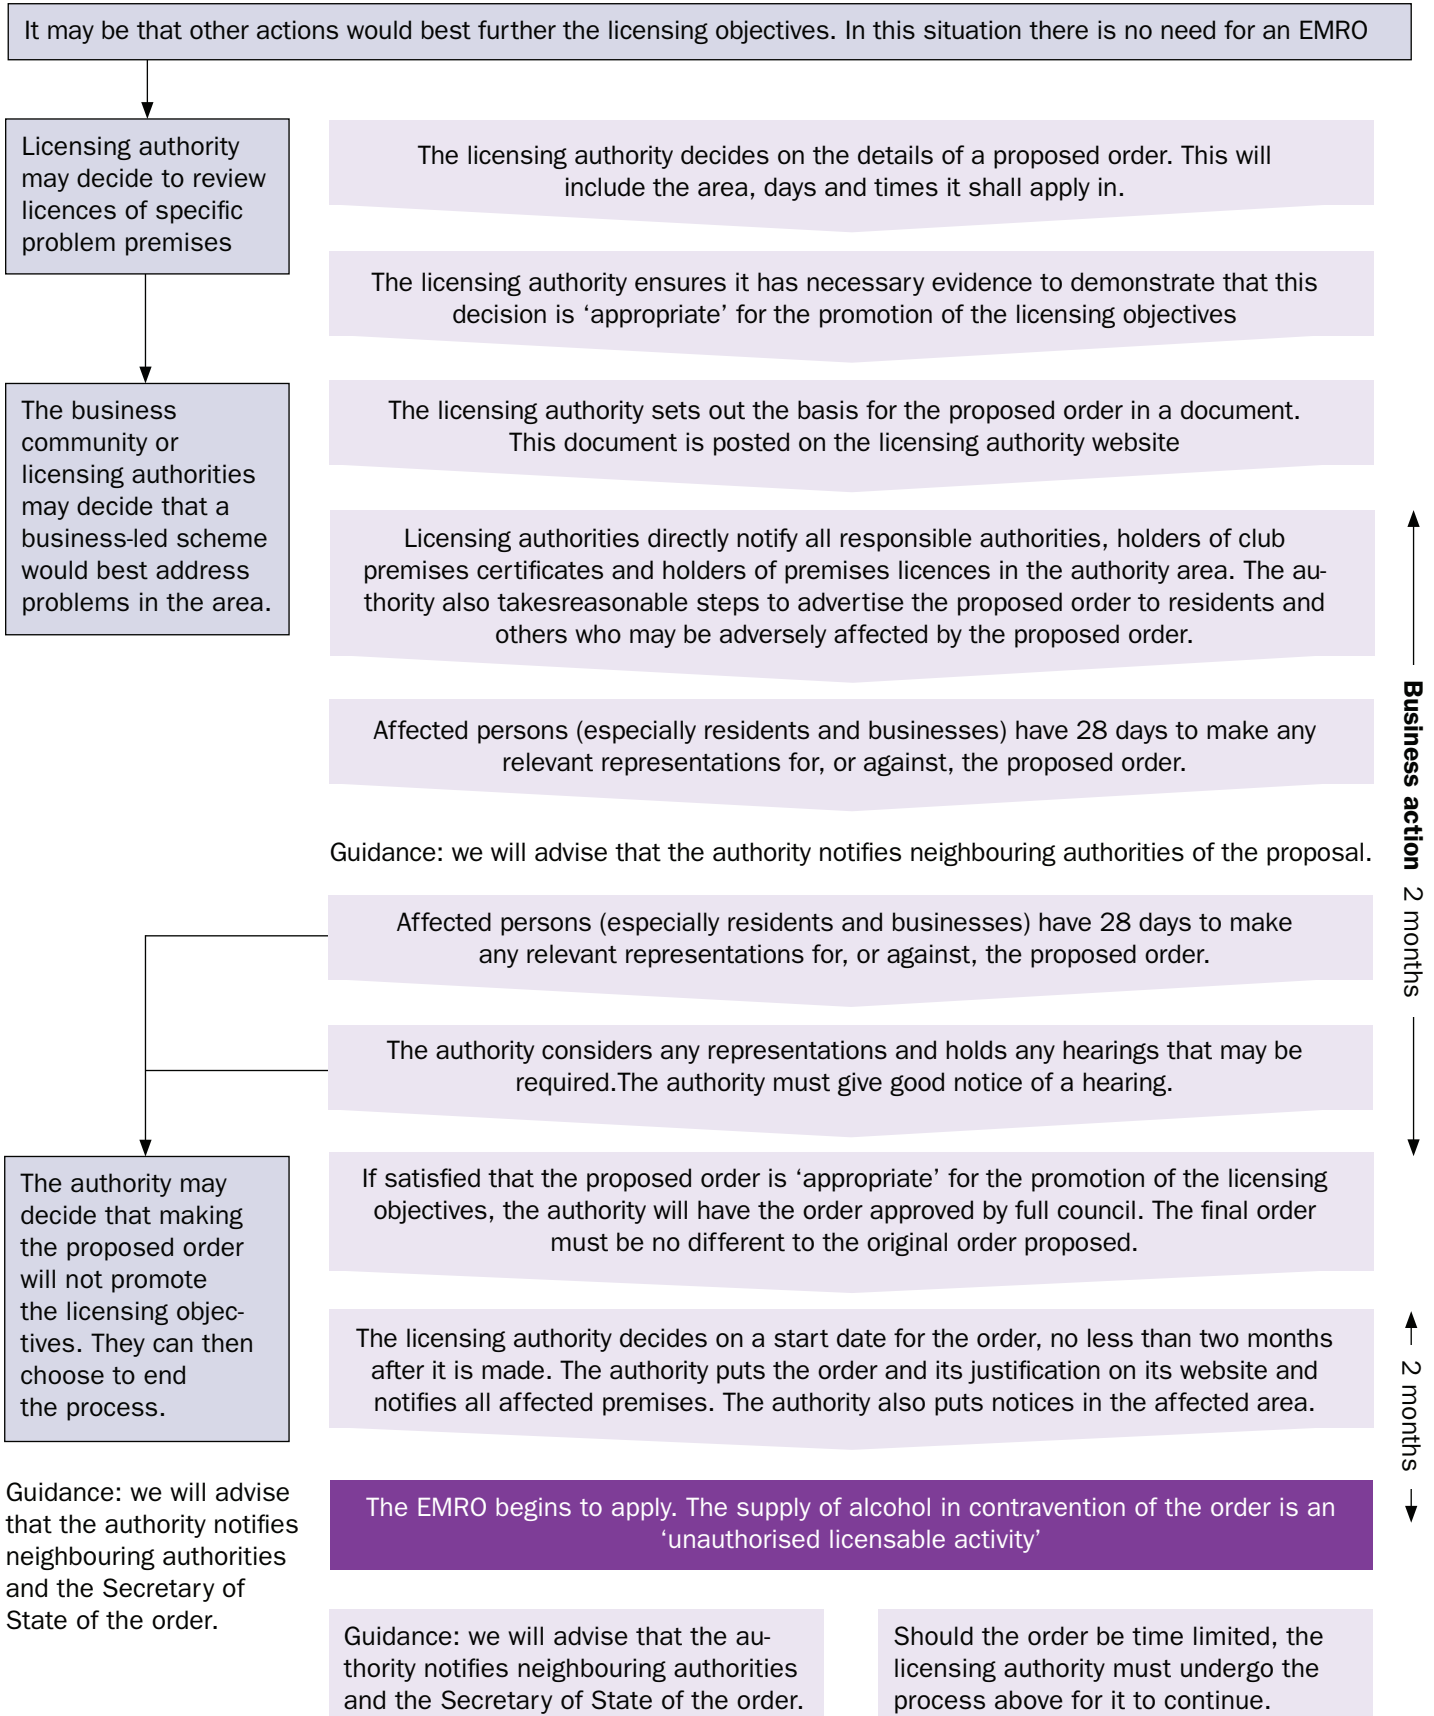 It may be that other actions would best further the licensing objectives. In this situation there is no need for an EMRO
Licensing authority
may decide to review
licences of specific
problem premises
The business
community or
licensing authorities
may decide that a
business-led scheme
would best address
problems in the area.
The licensing authority decides on the details of a proposed order. This will
include the area, days and times it shall apply in.
The licensing authority ensures it has necessary evidence to demonstrate that this
decision is ‘appropriate’ for the promotion of the licensing objectives
The licensing authority sets out the basis for the proposed order in a document.
This document is posted on the licensing authority website
Licensing authorities directly notify all responsible authorities, holders of club
premises certificates and holders of premises licences in the authority area. The au-
thority also takesreasonable steps to advertise the proposed order to residents and
others who may be adversely affected by the proposed order.
Affected persons (especially residents and businesses) have 28 days to make any
relevant representations for, or against, the proposed order.
Guidance: we will advise that the authority notifies neighbouring authorities of the proposal.
Affected persons (especially residents and businesses) have 28 days to make
any relevant representations for, or against, the proposed order.
The authority considers any representations and holds any hearings that may be
required.The authority must give good notice of a hearing.
Business action 2 months
The authority may
decide that making
the proposed order
will not promote
the licensing objec-
tives. They can then
choose to end
the process.
If satisfied that the proposed order is ‘appropriate’ for the promotion of the licensing
objectives, the authority will have the order approved by full council. The final order
must be no different to the original order proposed.
The licensing authority decides on a start date for the order, no less than two months
after it is made. The authority puts the order and its justification on its website and
notifies all affected premises. The authority also puts notices in the affected area.
2 months
Guidance: we will advise
that the authority notifies
neighbouring authorities
and the Secretary of
State of the order.
The EMRO begins to apply. The supply of alcohol in contravention of the order is an
‘unauthorised licensable activity’
Guidance: we will advise that the au-
thority notifies neighbouring authorities
and the Secretary of State of the order.
Should the order be time limited, the
licensing authority must undergo the
process above for it to continue.